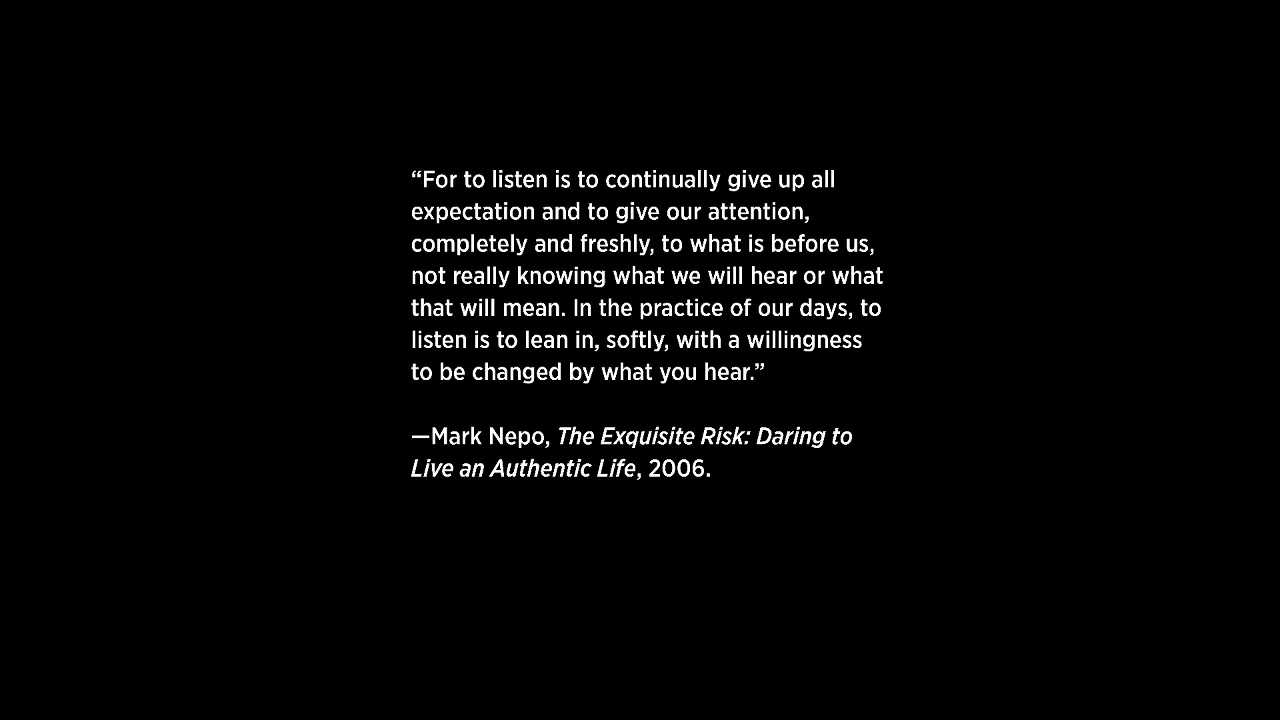 “For to listen is to continually give up all
expectation and to give our attention,
completely and freshly, to what is before us,
not really knowing what we will hear or what
that will mean. In the practice of our days, to
listen is to lean in, softly, with a willingness
to be changed by what you hear.”
—Mark Nepo, The Exquisite Risk: Daring to
Live an Authentic Life, 2006.